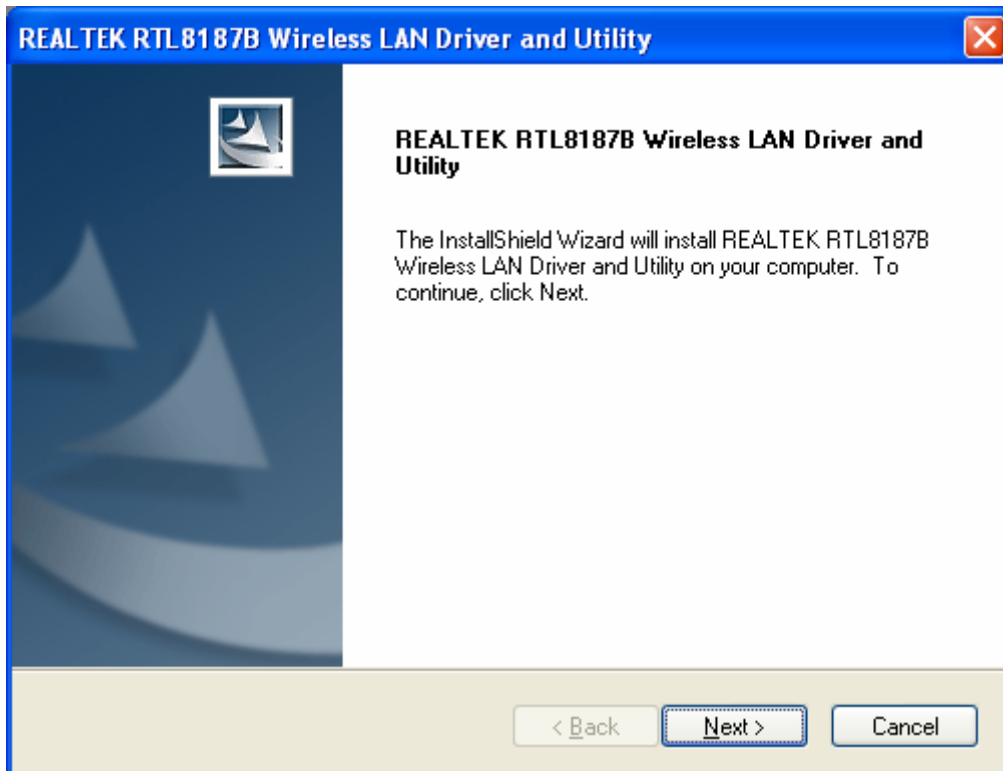 REALTEK RTL8187B Wireless LAN Driver and Utility
REALTEK RTL8187B Wireless LAN Driver and
Utility
The InstallShield Wizard will install REALTEK RTL8187B
Wireless LAN Driver and Utility on your computer.  To
continue, click Next.
< Back
Next >
Cancel